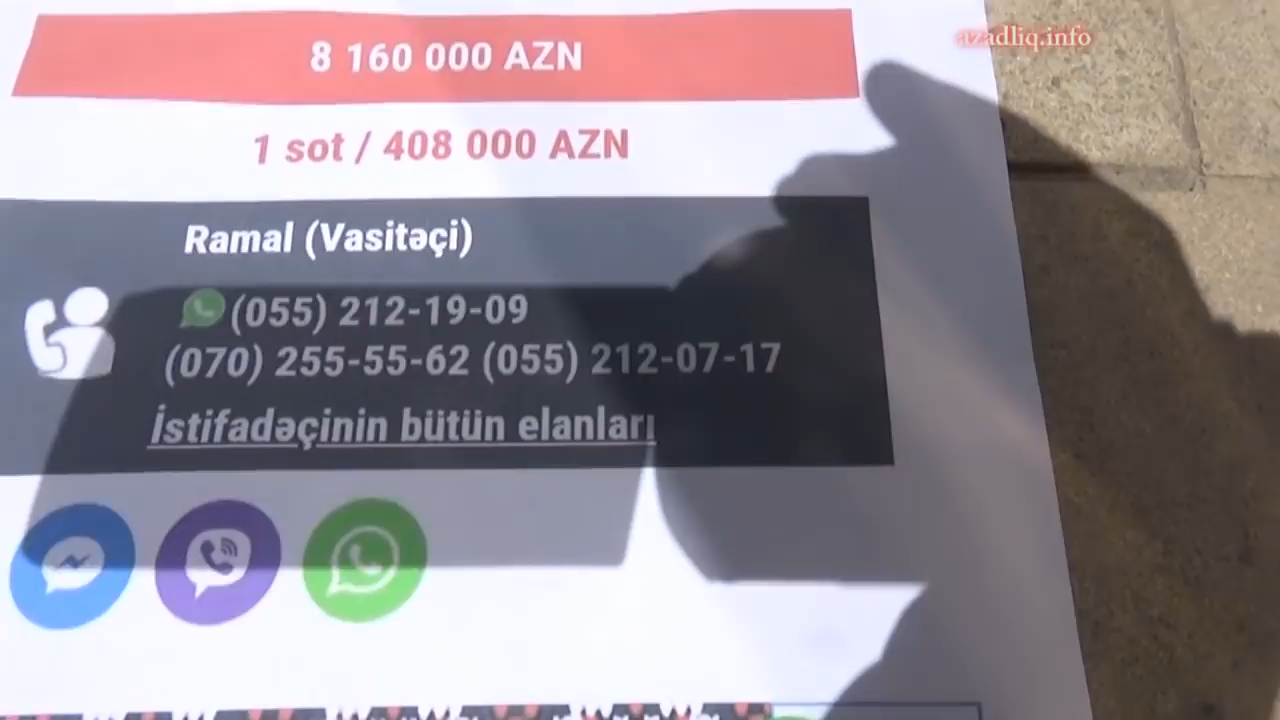 azadliq.info
8 160 000 AZN
1 sot / 408 000 AZN
Ramal (Vasitəçi)
(055) 212-19-09
(070) 255-55-62 (055) 212-07-17
İstifadəçinin bütün elanları